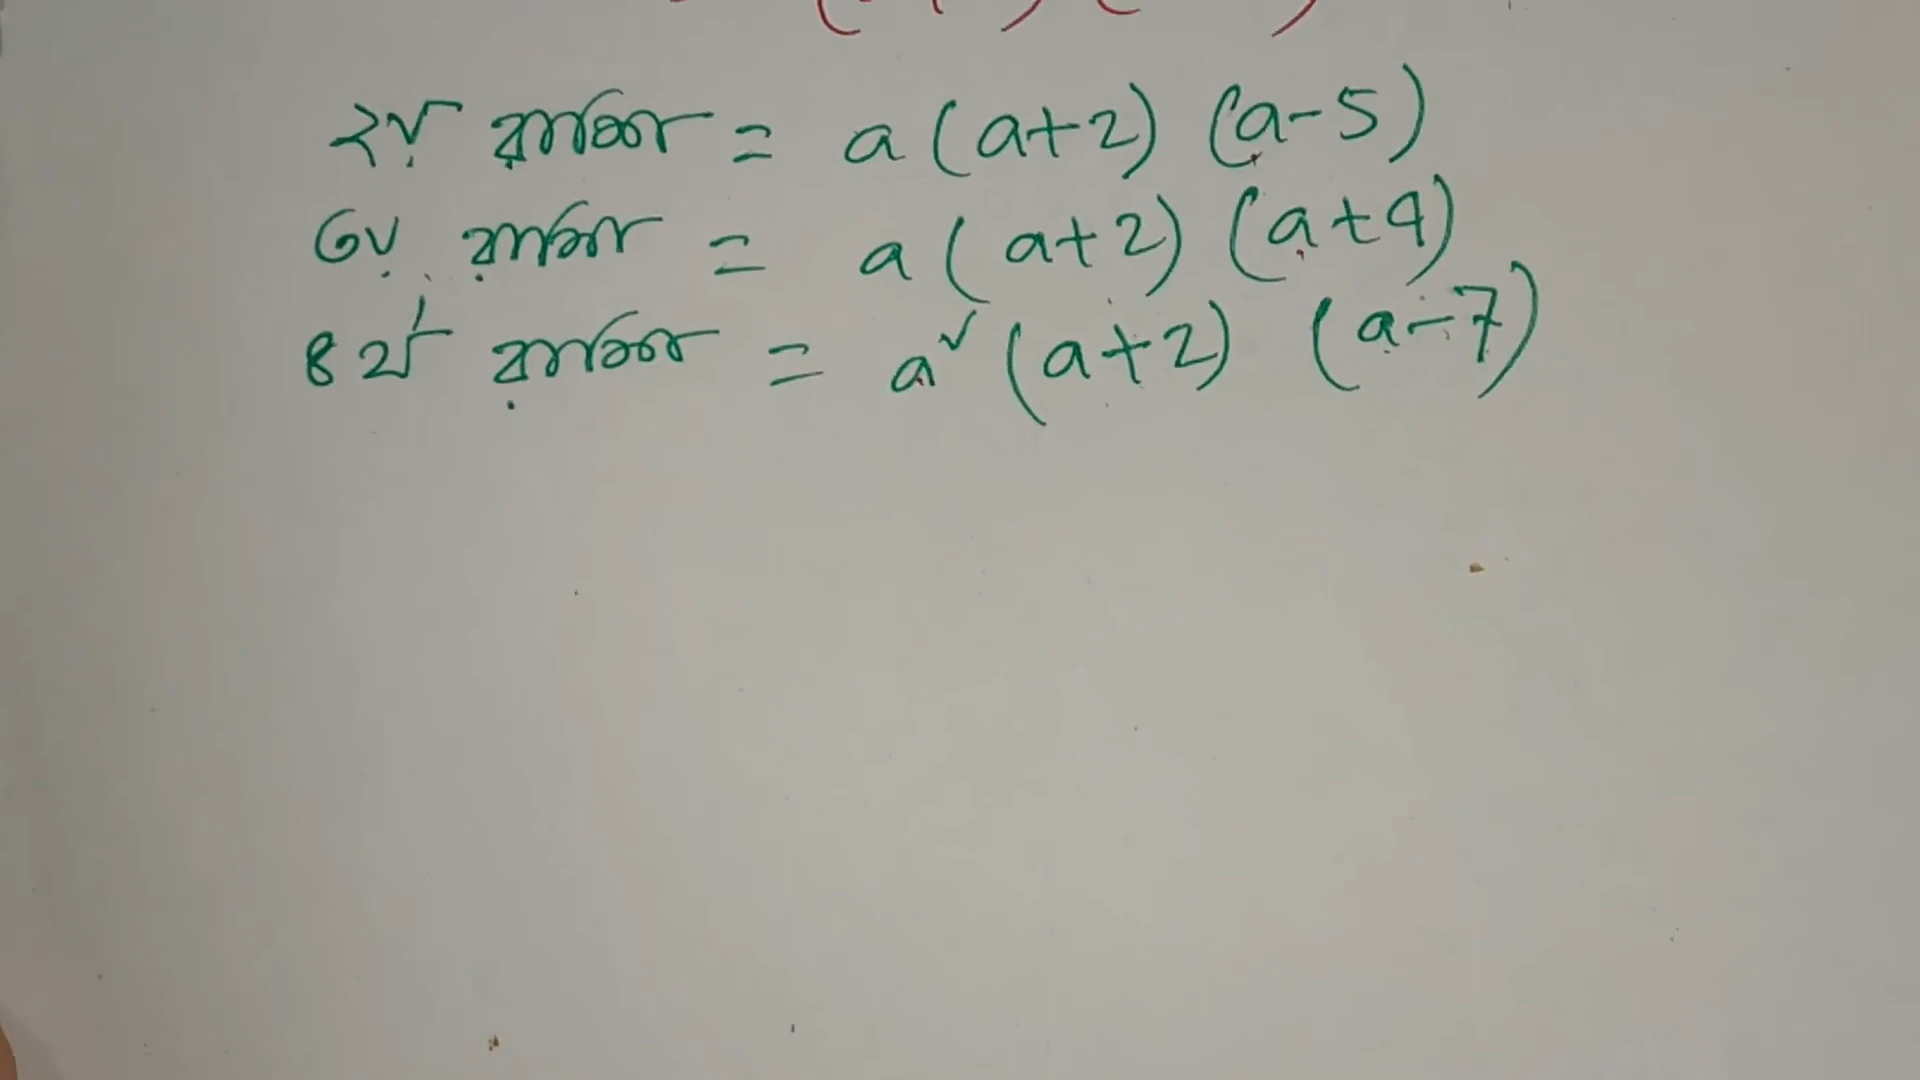 ২য় রাশি = a (a+2) (a-5)
৩য় রাশি = a (a+2) (a+4)
৪র্থ রাশি = a² (a+2) (a-7)